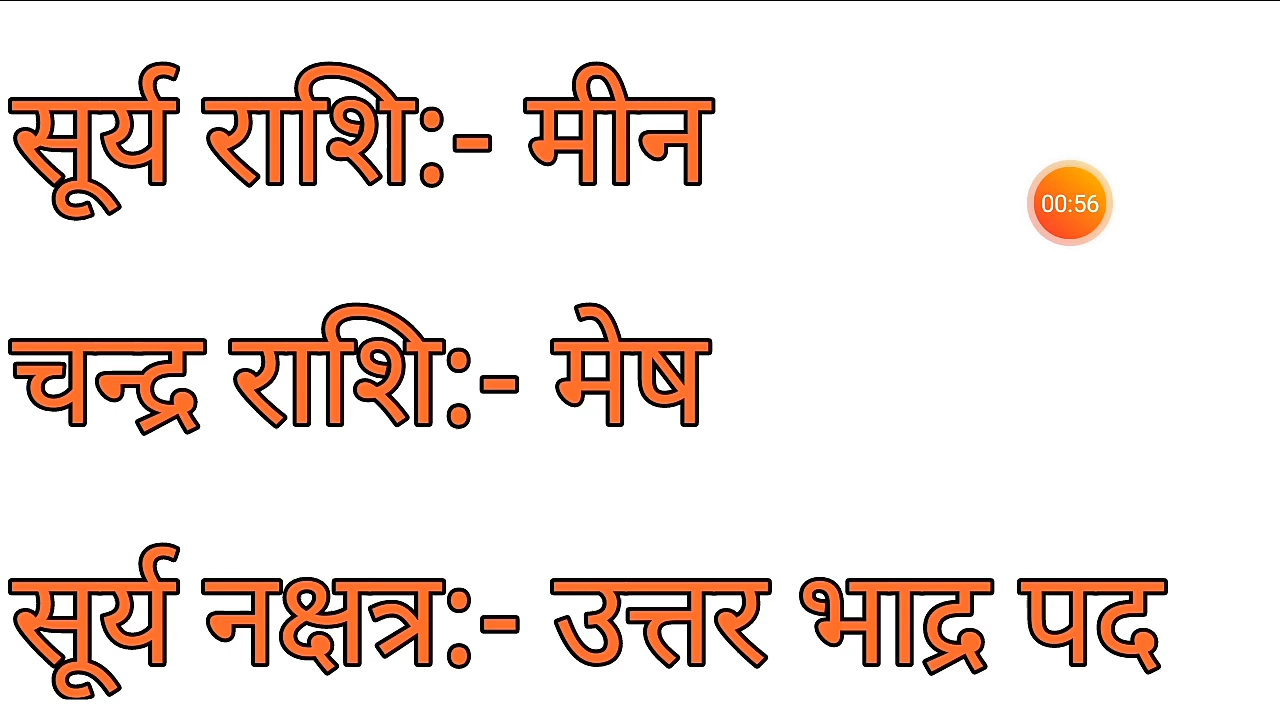 सूर्य राशि:- मीन
00:56
चन्द्र राशि:- मेष
सूर्य नक्षत्र:- उत्तर भाद्र पद